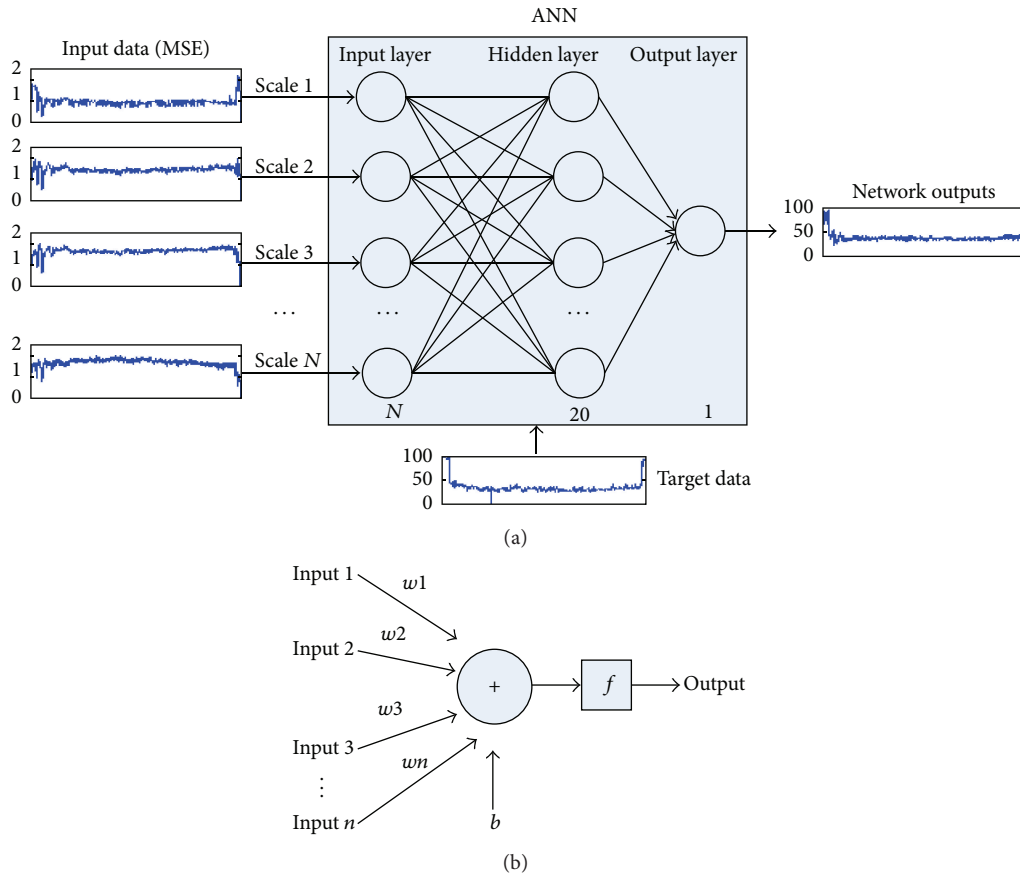 ANN
Input data (MSE)
Input layer
Hidden layer
Output layer
2
1
0
Scale 1
2
1
0
Scale 2
2
1
0
Scale 3
...
...
...
2
1
0
Scale N
N
20
1
Network outputs
100
50
0
100
50
0
Target data
(a)
Input 1
w1
Input 2
w2
Input 3
w3
⋮
Input n
wn
+
f
Output
b
(b)